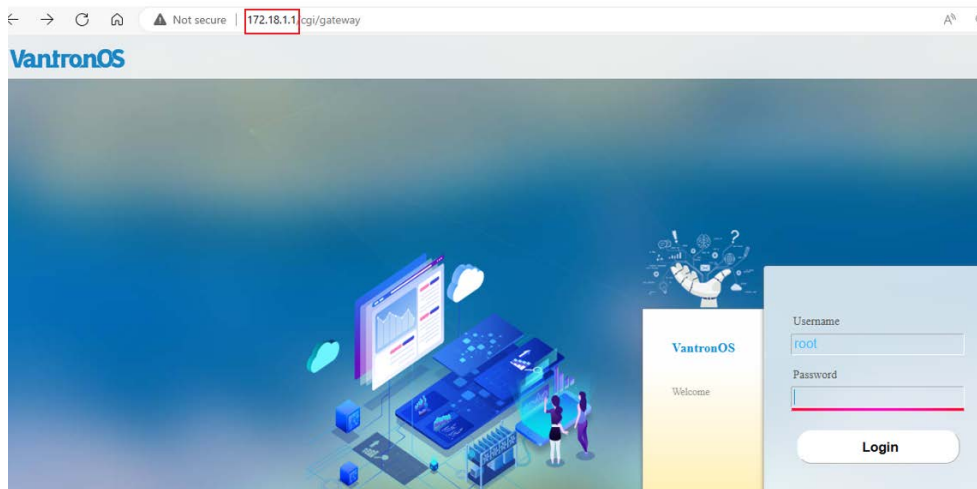 Not secure 172.18.1.1/cgi/gateway
VantronOS
VantronOS
Welcome
Username
root
Password
Login